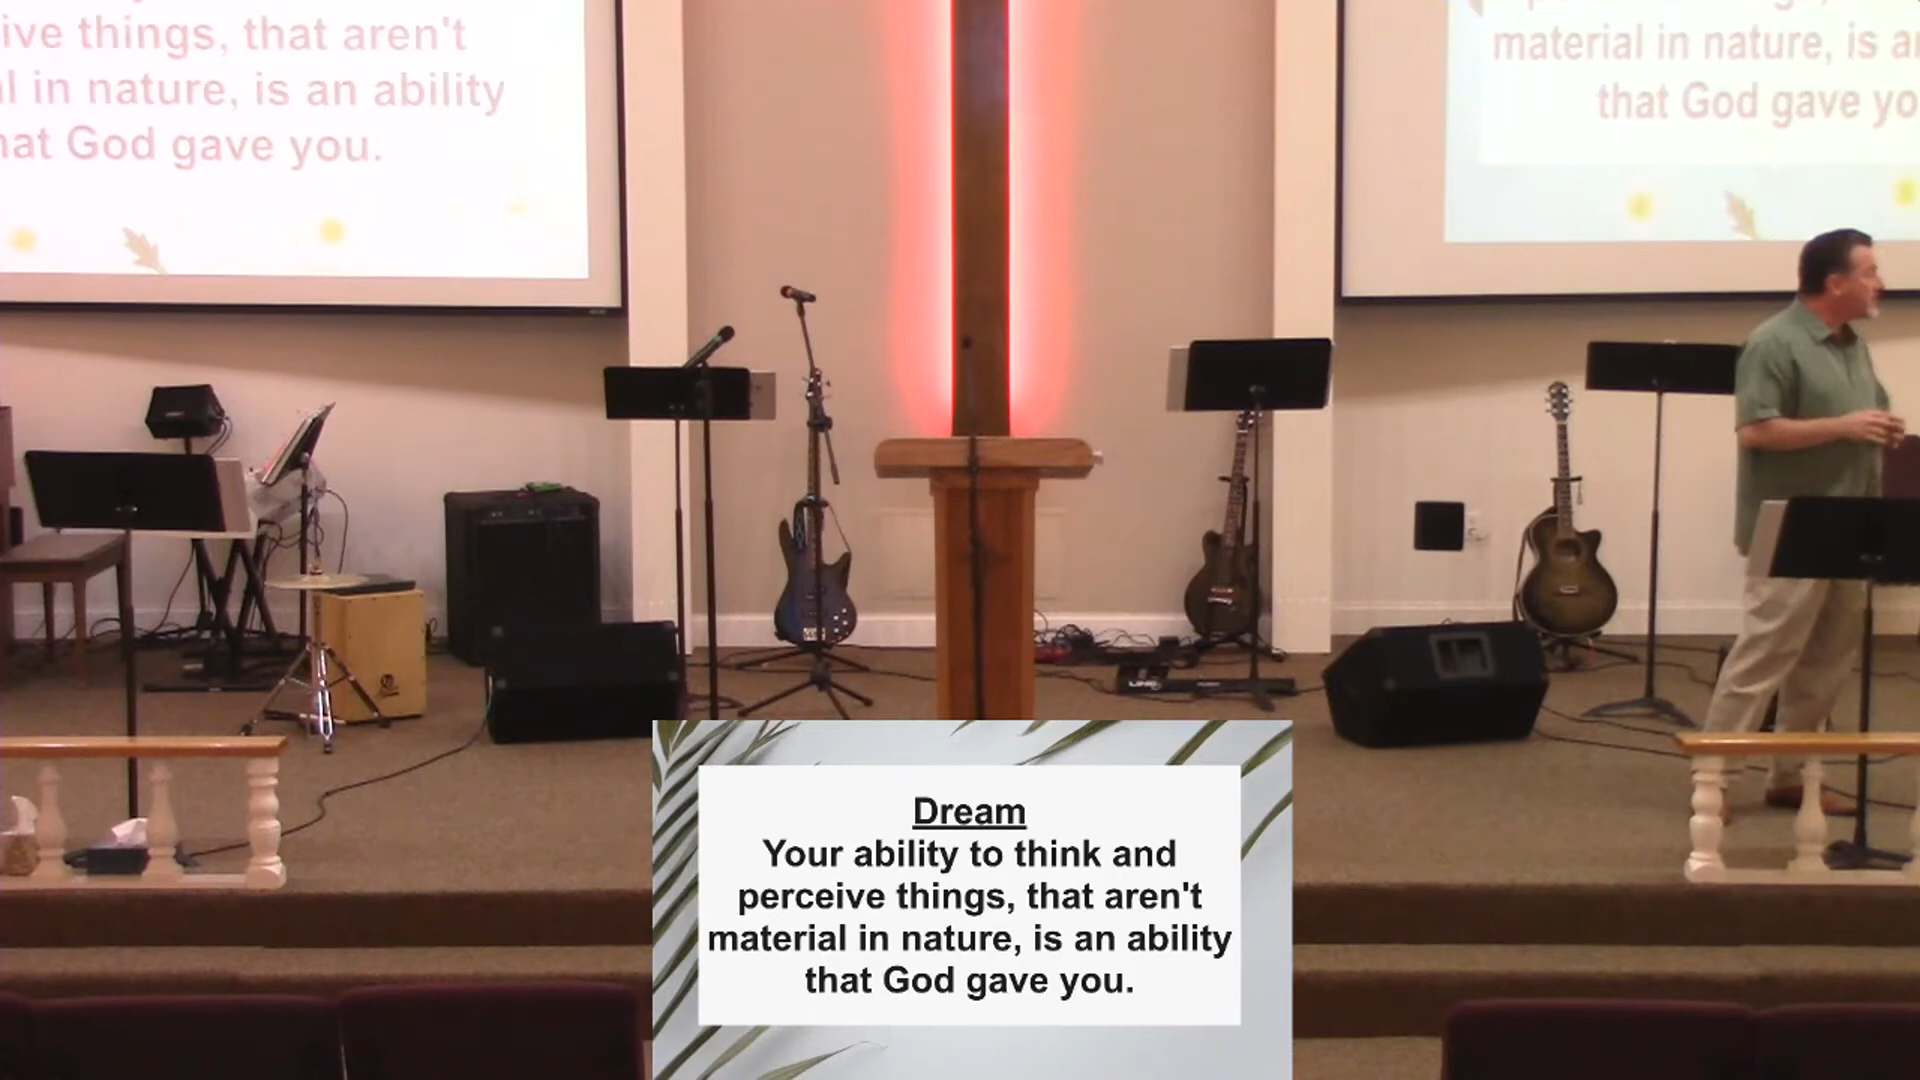 ive things, that aren't
l in nature, is an ability
hat God gave you.
material in nature, is a
that God gave yo
Dream
Your ability to think and
perceive things, that aren't
material in nature, is an ability
that God gave you.